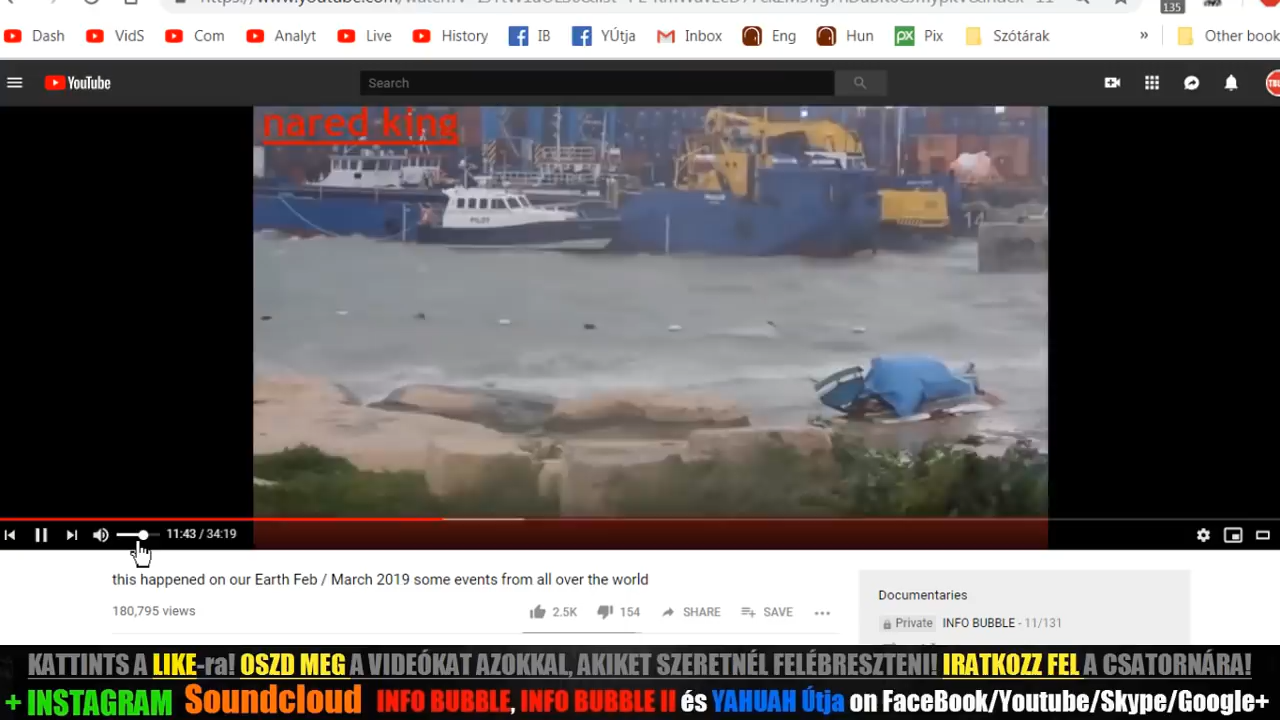 135
Dash VidS Com Analyt Live History IB YÚtja Inbox Eng Hun Pix Szótárak » Other book
YouTube Search
nared king
PILOT
14
11:43 / 34:19
this happened on our Earth Feb / March 2019 some events from all over the world
180,795 views
2.5K 154 SHARE SAVE
Documentaries
Private INFO BUBBLE - 11/131
KATTINTS A LIKE-ra! OSZD MEG A VIDEÓKAT AZOKKAL, AKIKET SZERETNÉL FELÉBRESZTENI! IRATKOZZ FEL A CSATORNÁRA!
+ INSTAGRAM Soundcloud INFO BUBBLE, INFO BUBBLE II és YAHUAH Útja on FaceBook/Youtube/Skype/Google+